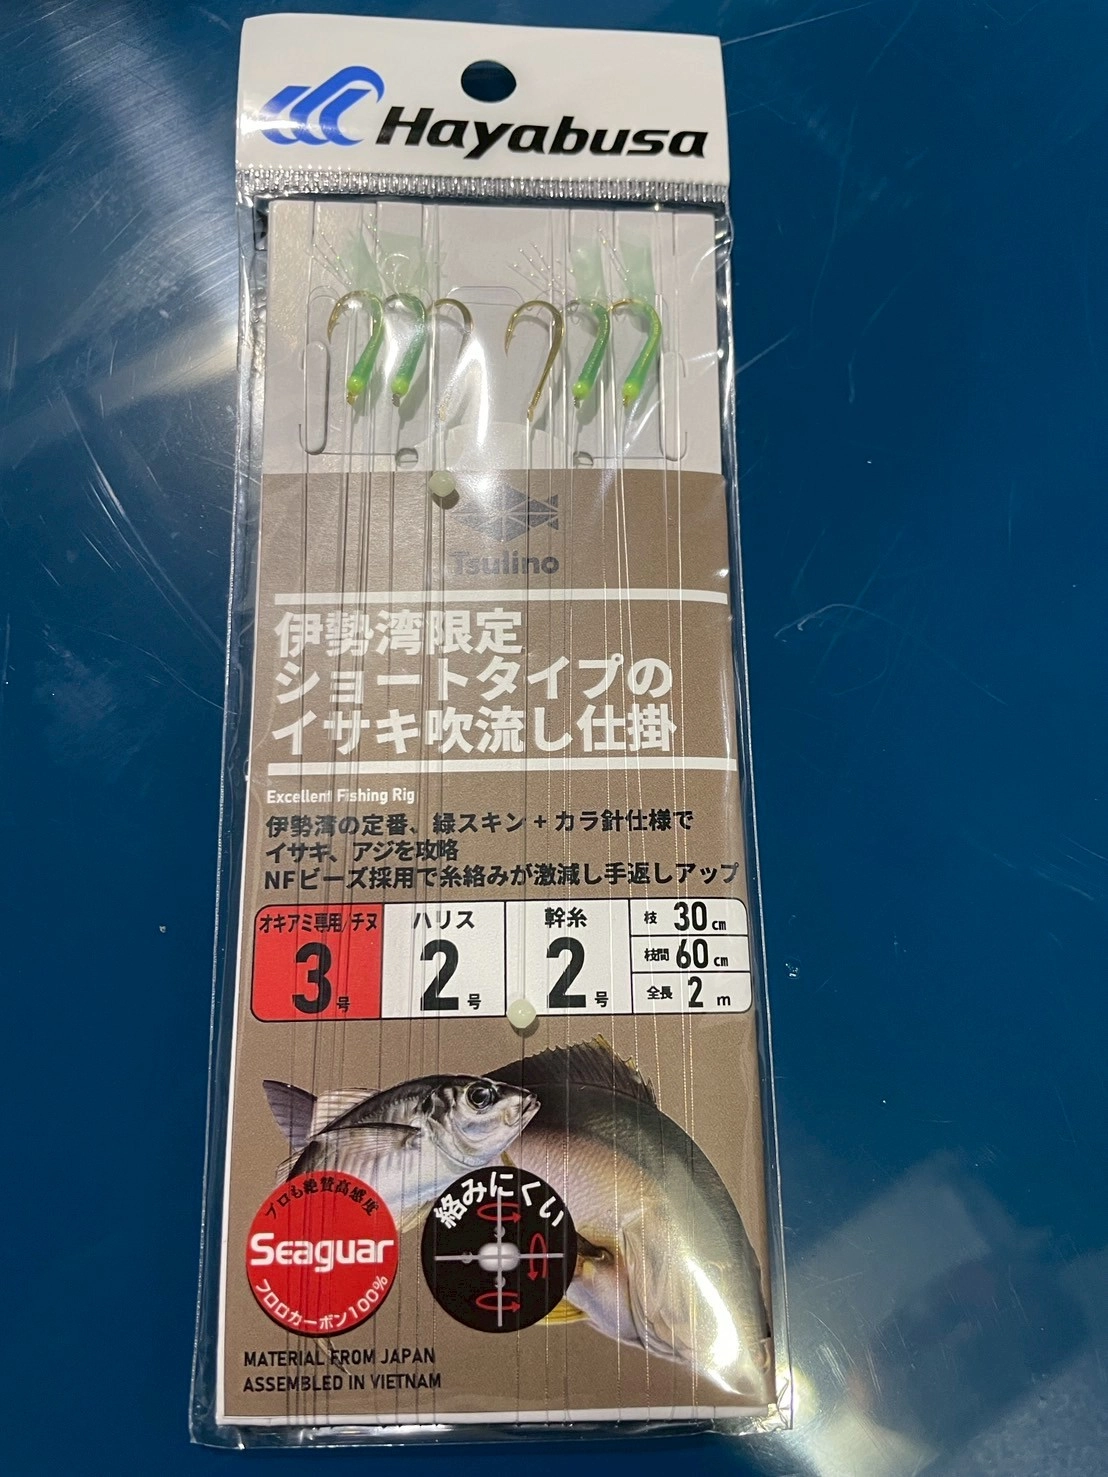 Hayabusa
Tsulino
伊勢湾限定
ショートタイプの
イサキ吹流し仕掛
Excellent Fishing Rig
伊勢湾の定番、緑スキン+カラ針仕様で
イサキ、アジを攻略
NFビーズ採用で糸絡みが激減し手返しアップ
オキアミ専用/チヌ
3号
ハリス
2号
幹糸
2号
枝 30cm
枝間 60cm
全長 2m
プロも絶賛高感度
Seaguar
フロロカーボン100%
絡みにくい
MATERIAL FROM JAPAN
ASSEMBLED IN VIETNAM